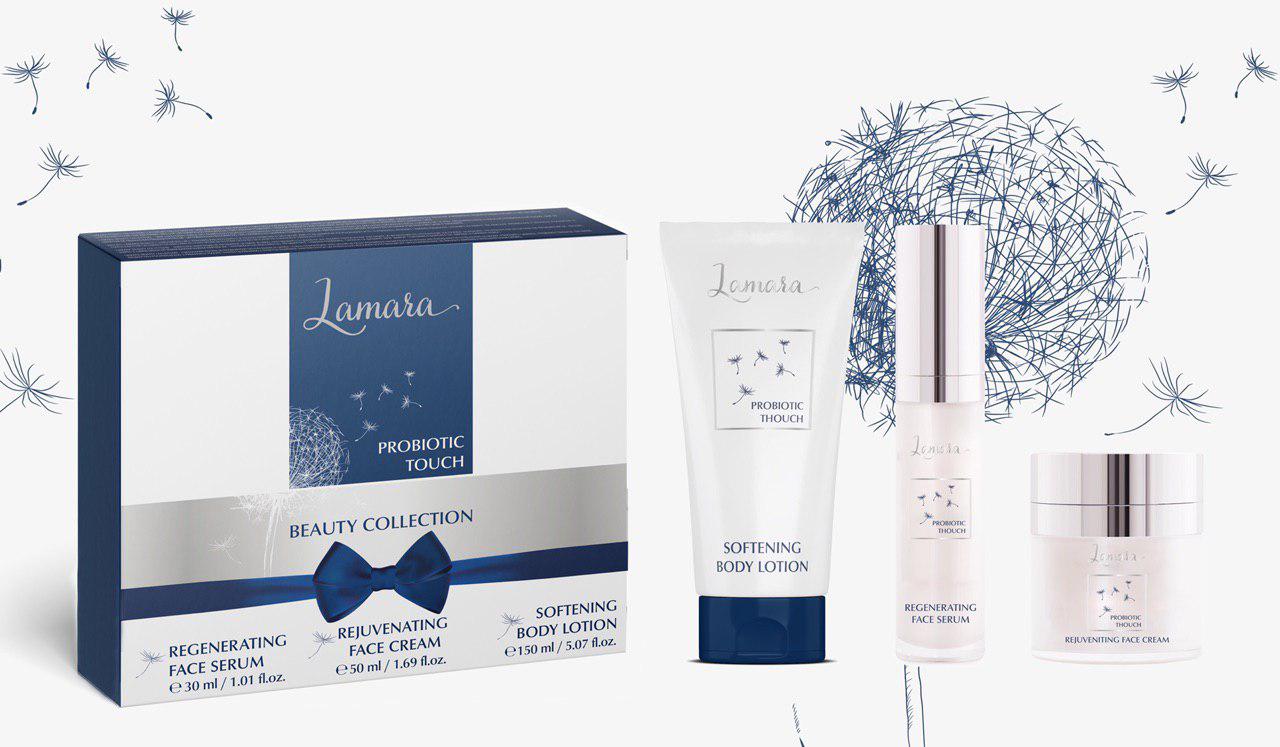 Lamara
PROBIOTIC
TOUCH
BEAUTY COLLECTION
REGENERATING
FACE SERUM
℮ 30 ml / 1.01 fl.oz.
REJUVENATING
FACE CREAM
℮ 50 ml / 1.69 fl.oz.
SOFTENING
BODY LOTION
℮ 150 ml / 5.07 fl.oz.
Lamara
PROBIOTIC
THOUCH
SOFTENING
BODY LOTION
Lamara
PROBIOTIC
THOUCH
REGENERATING
FACE SERUM
Lamara
PROBIOTIC
THOUCH
REJUVENITING FACE CREAM